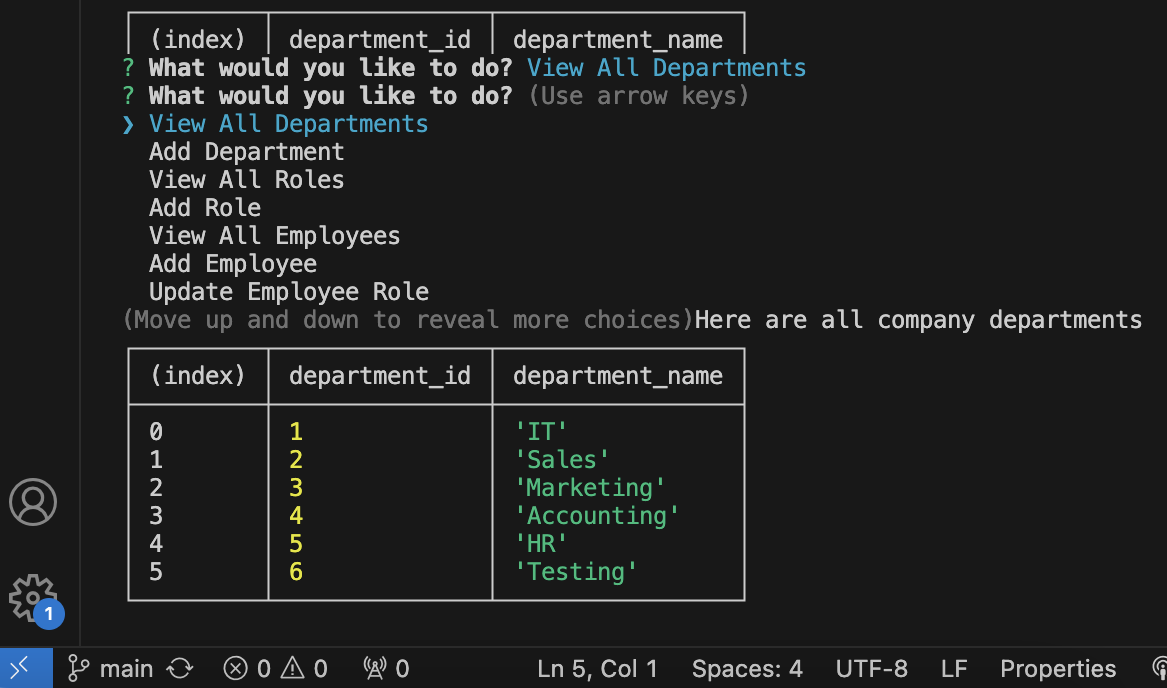 (index) department_id department_name
? What would you like to do? View All Departments
? What would you like to do? (Use arrow keys)
❯ View All Departments
Add Department
View All Roles
Add Role
View All Employees
Add Employee
Update Employee Role
(Move up and down to reveal more choices)Here are all company departments
(index) department_id department_name
0 1 'IT'
1 2 'Sales'
2 3 'Marketing'
3 4 'Accounting'
4 5 'HR'
5 6 'Testing'
1
main 0 0 0 Ln 5, Col 1 Spaces: 4 UTF-8 LF Properties